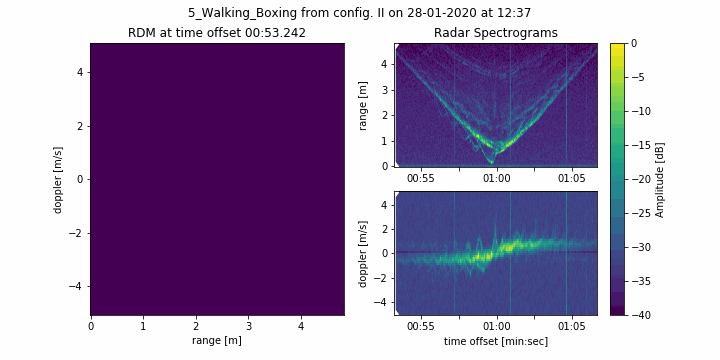 5_Walking_Boxing from config. II on 28-01-2020 at 12:37
RDM at time offset 00:53.242
doppler [m/s]
4
2
0
−2
−4
0 1 2 3 4
range [m]
Radar Spectrograms
range [m]
4
3
2
1
0
00:55 01:00 01:05
doppler [m/s]
4
2
0
−2
−4
00:55 01:00 01:05
time offset [min:sec]
0
−5
−10
−15
−20
−25
−30
−35
−40
Amplitude [dB]